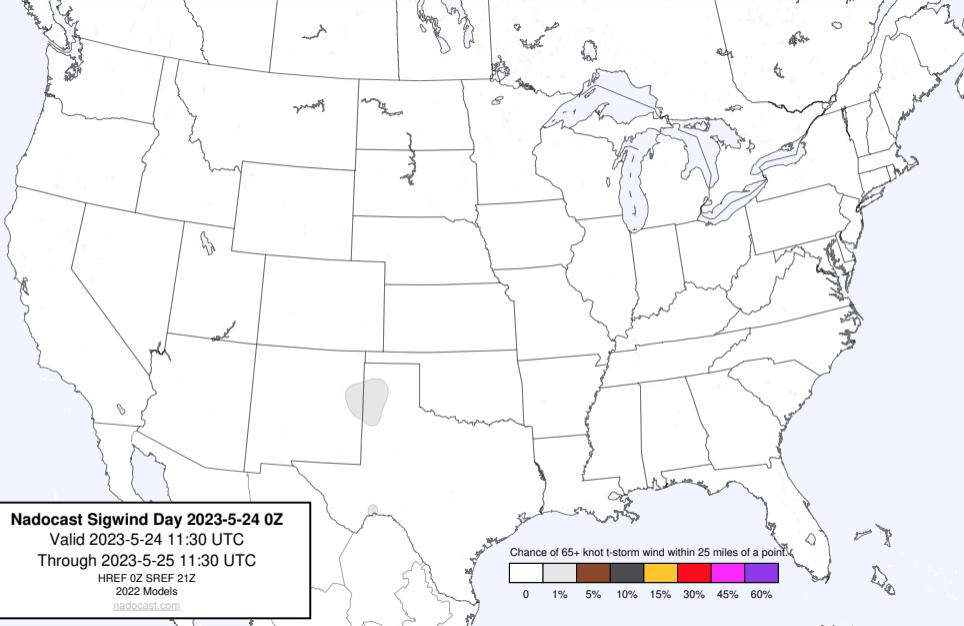 Nadocast Sigwind Day 2023-5-24 0Z
Valid 2023-5-24 11:30 UTC
Through 2023-5-25 11:30 UTC
HREF 0Z SREF 21Z
2022 Models
nadocast.com
Chance of 65+ knot t-storm wind within 25 miles of a point.
0 1% 5% 10% 15% 30% 45% 60%